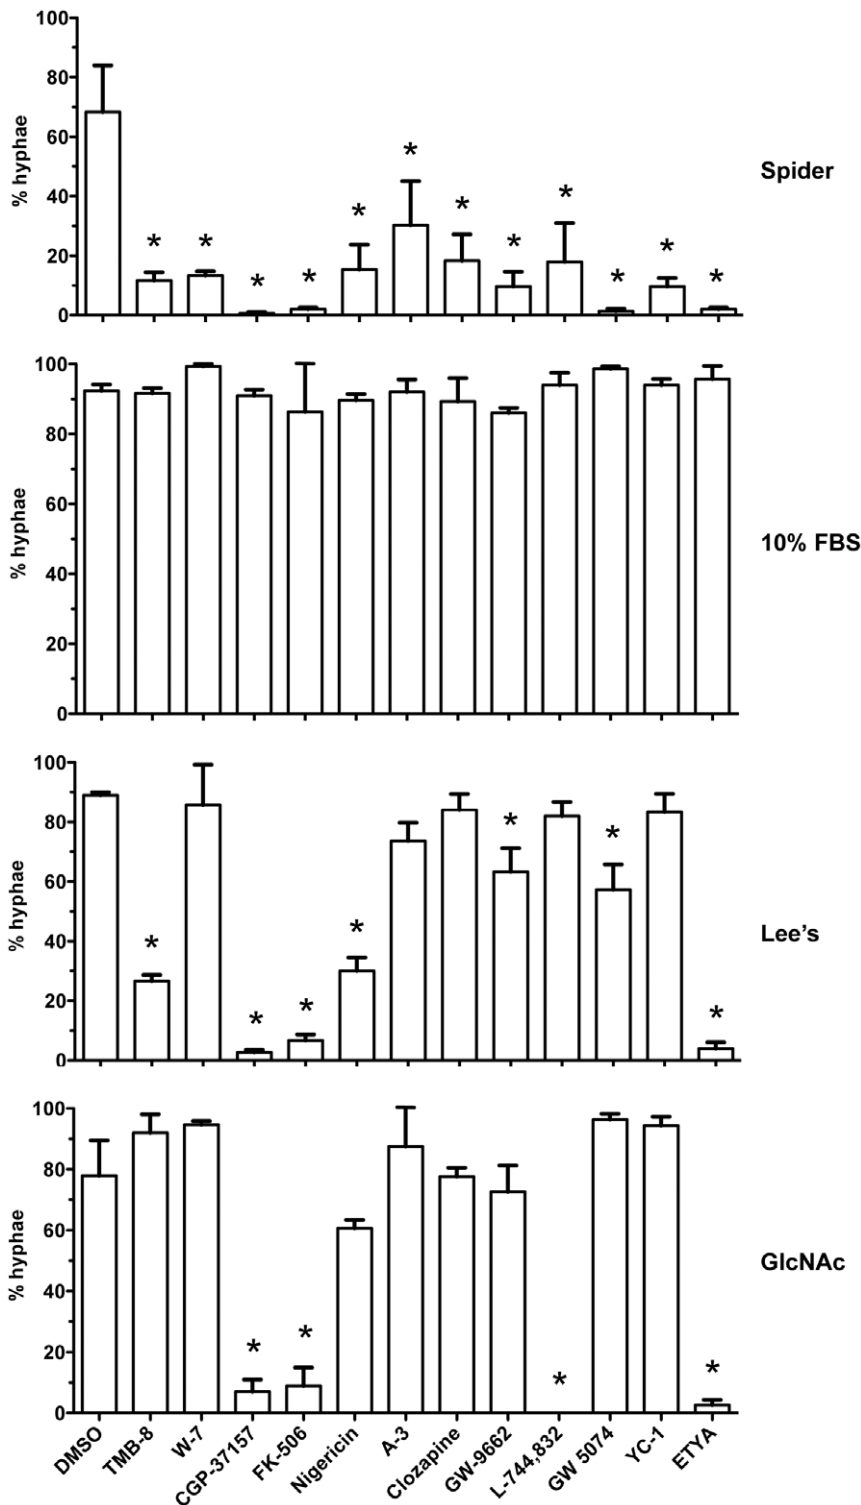 100
80
60
40
20
0
% hyphae
* * * * * * * * * * * *
Spider
100
80
60
40
20
0
% hyphae
10% FBS
100
80
60
40
20
0
% hyphae
* * * * * * *
Lee's
100
80
60
40
20
0
% hyphae
* * * *
GlcNAc
DMSO
TMB-8
W-7
CGP-37157
FK-506
Nigericin
A-3
Clozapine
GW-9662
L-744,832
GW 5074
YC-1
ETYA